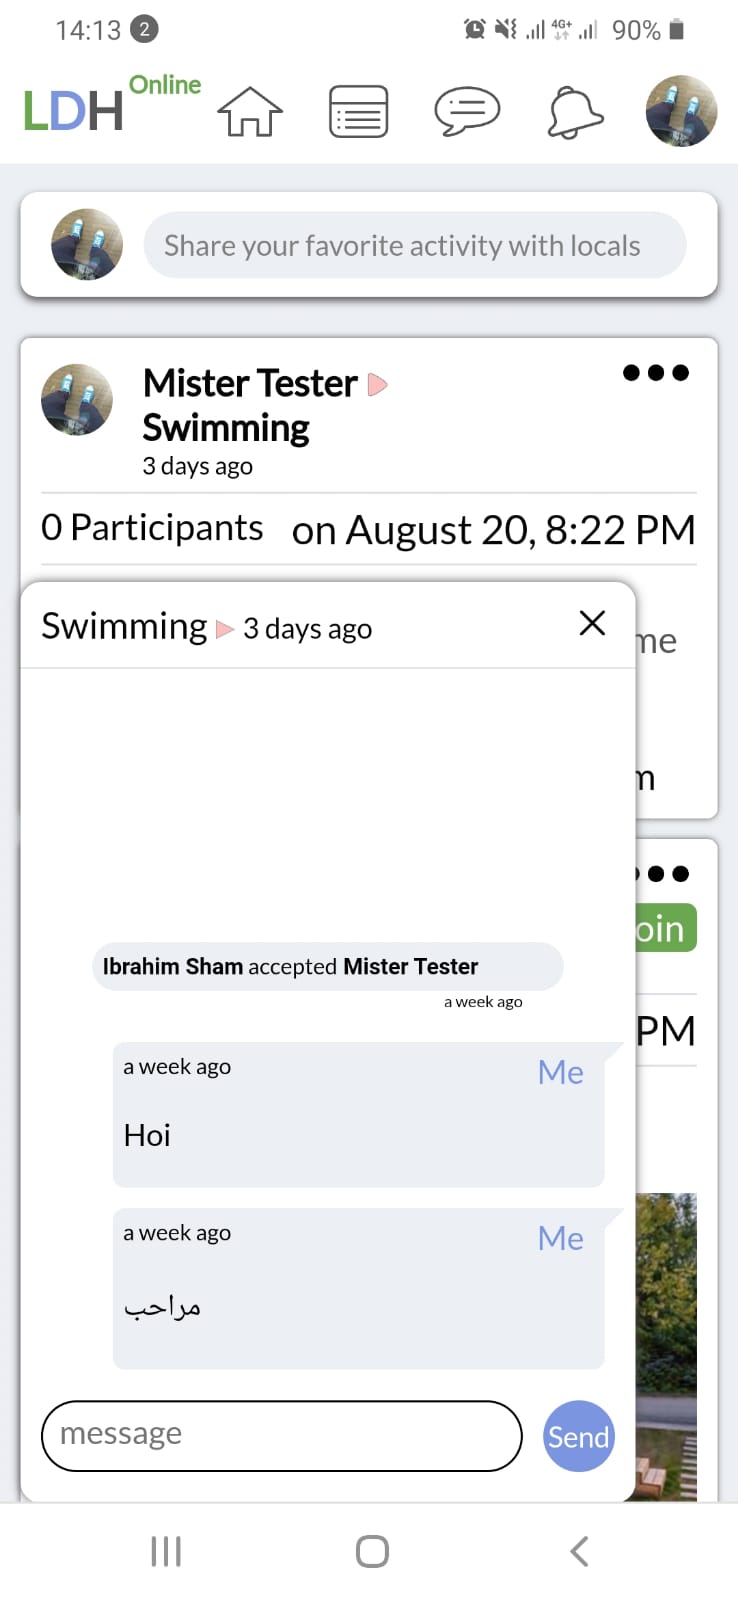 14:13 2 4G+ 90%
LDH Online
Share your favorite activity with locals
Mister Tester
Swimming
3 days ago
0 Participants on August 20, 8:22 PM
Swimming 3 days ago
me
m
oin
Ibrahim Sham accepted Mister Tester
a week ago
PM
a week ago Me
Hoi
a week ago Me
مراحب
message
Send